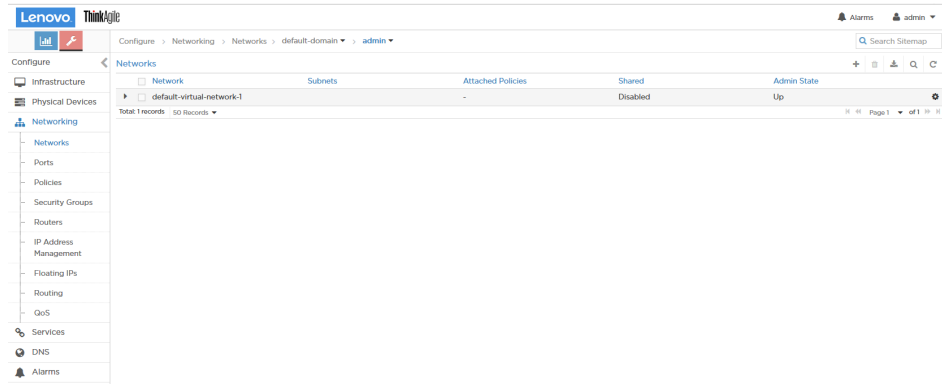 Lenovo ThinkAgile
Alarms admin
Configure > Networking > Networks > default-domain > admin
Search Sitemap
Configure
Infrastructure
Physical Devices
Networking
Networks
Ports
Policies
Security Groups
Routers
IP Address
Management
Floating IPs
Routing
QoS
Services
DNS
Alarms
Networks
Network Subnets Attached Policies Shared Admin State
default-virtual-network-1 - Disabled Up
Total: 1 records 50 Records
Page 1 of 1